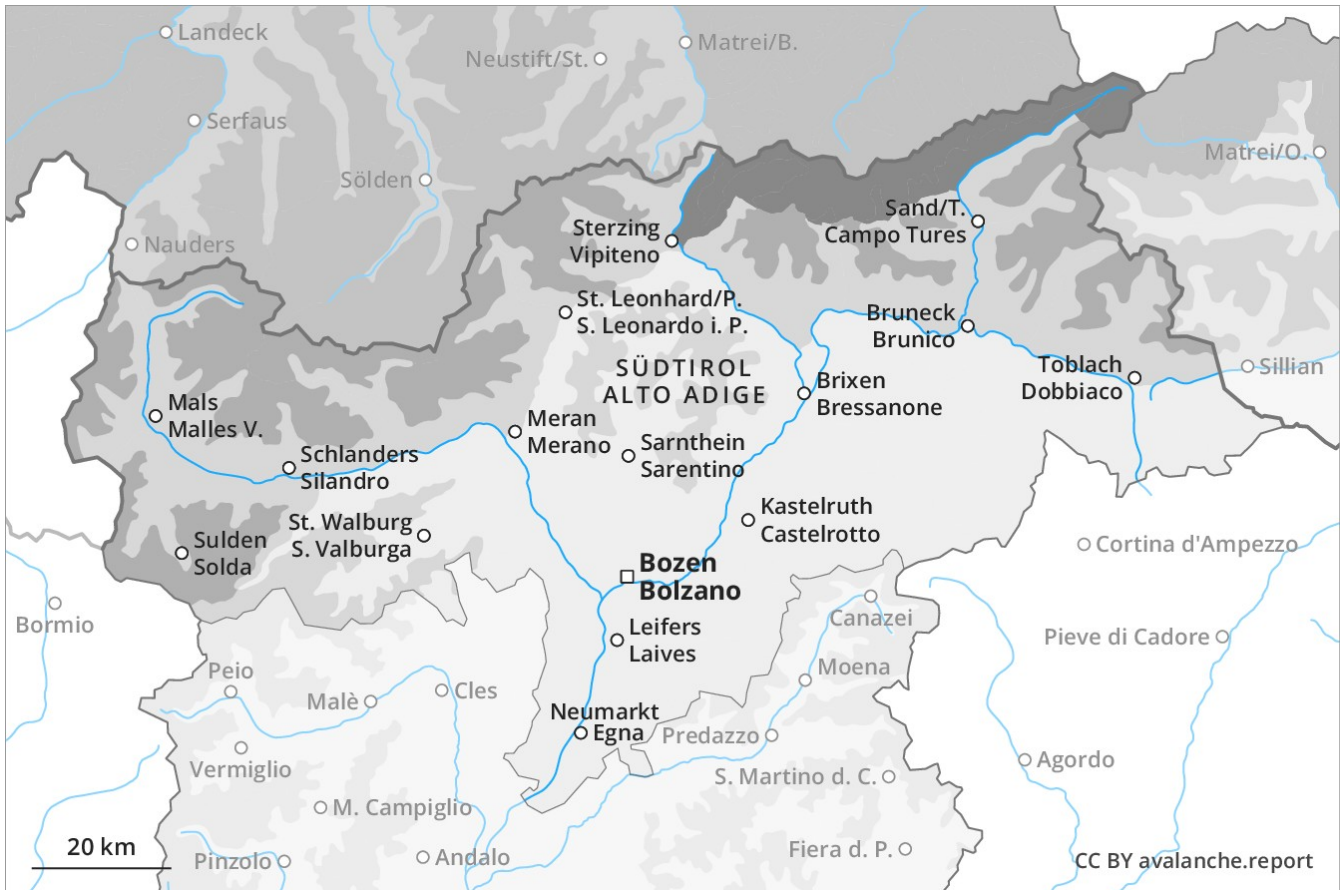 Landeck
Neustift/St.
Matrei/B.
Serfaus
Matrei/O.
Sölden
Sand/T.
Campo Tures
Sterzing
Vipiteno
Nauders
St. Leonhard/P.
S. Leonardo i. P.
Bruneck
Brunico
SÜDTIROL
ALTO ADIGE
Toblach
Dobbiaco
Sillian
Brixen
Bressanone
Mals
Malles V.
Meran
Merano
Sarnthein
Sarentino
Schlanders
Silandro
Kastelruth
Castelrotto
St. Walburg
S. Valburga
Sulden
Solda
Cortina d'Ampezzo
Bozen
Bolzano
Bormio
Canazei
Leifers
Laives
Pieve di Cadore
Peio
Moena
Malè
Cles
Neumarkt
Egna
Predazzo
Vermiglio
Agordo
S. Martino d. C.
M. Campiglio
20 km
Pinzolo
Andalo
Fiera d. P.
CC BY avalanche.report